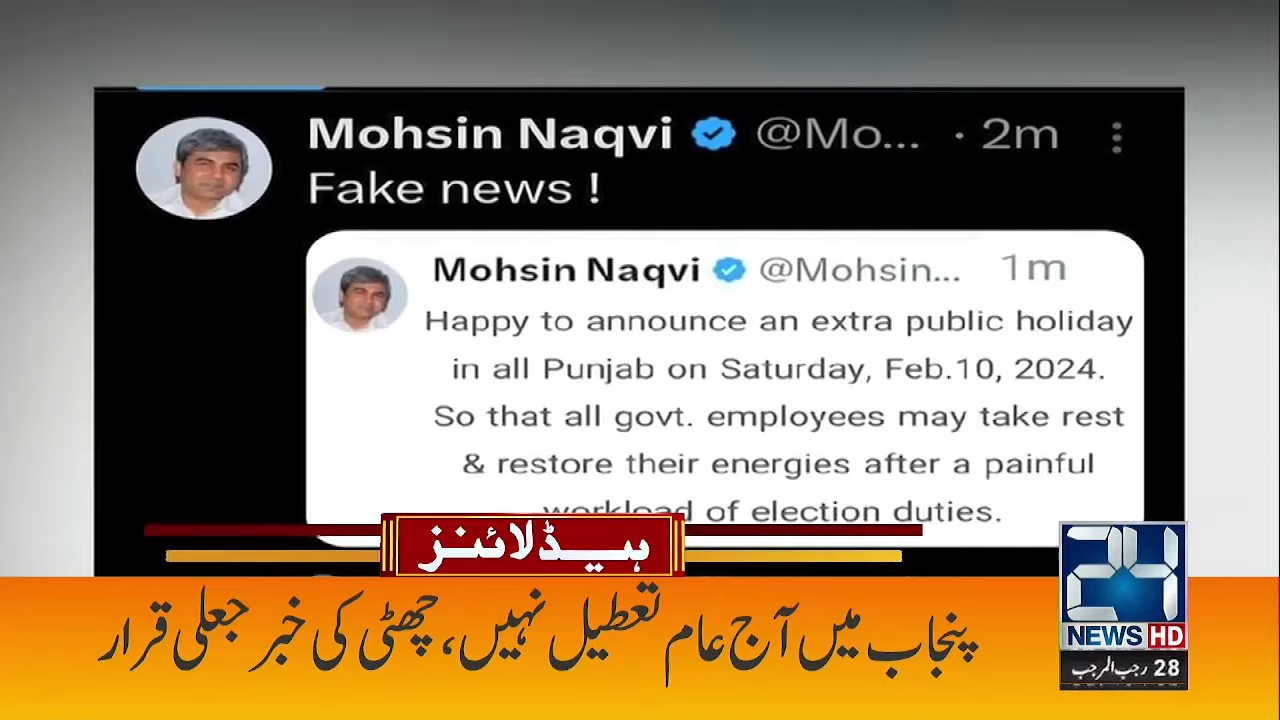 Mohsin Naqvi @Mo... · 2m
Fake news !
Mohsin Naqvi @Mohsin... 1m
Happy to announce an extra public holiday
in all Punjab on Saturday, Feb.10, 2024.
So that all govt. employees may take rest
& restore their energies after a painful
workload of election duties.
ہیڈلائنز
پنجاب میں آج عام تعطیل نہیں، چھٹی کی خبر جعلی قرار
24
NEWS HD
28 رجب المرجب